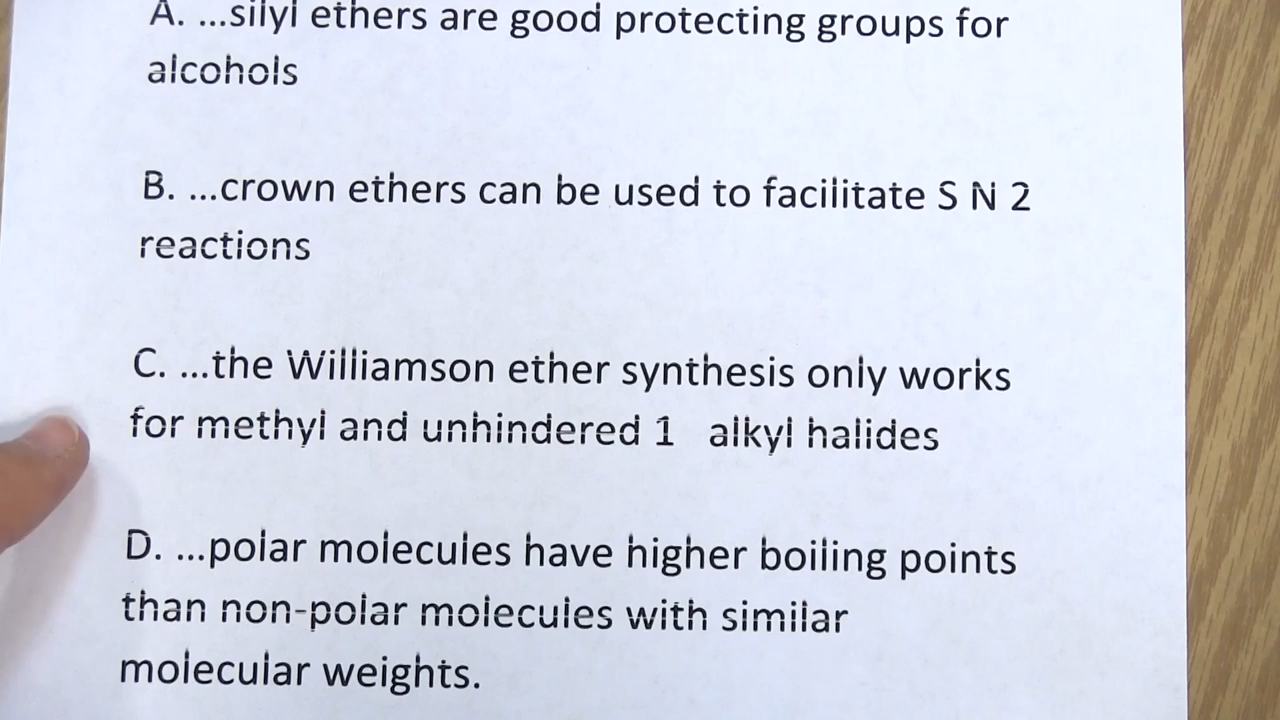 A. ...silyl ethers are good protecting groups for
alcohols
B. ...crown ethers can be used to facilitate S N 2
reactions
C. ...the Williamson ether synthesis only works
for methyl and unhindered 1 alkyl halides
D. ...polar molecules have higher boiling points
than non-polar molecules with similar
molecular weights.